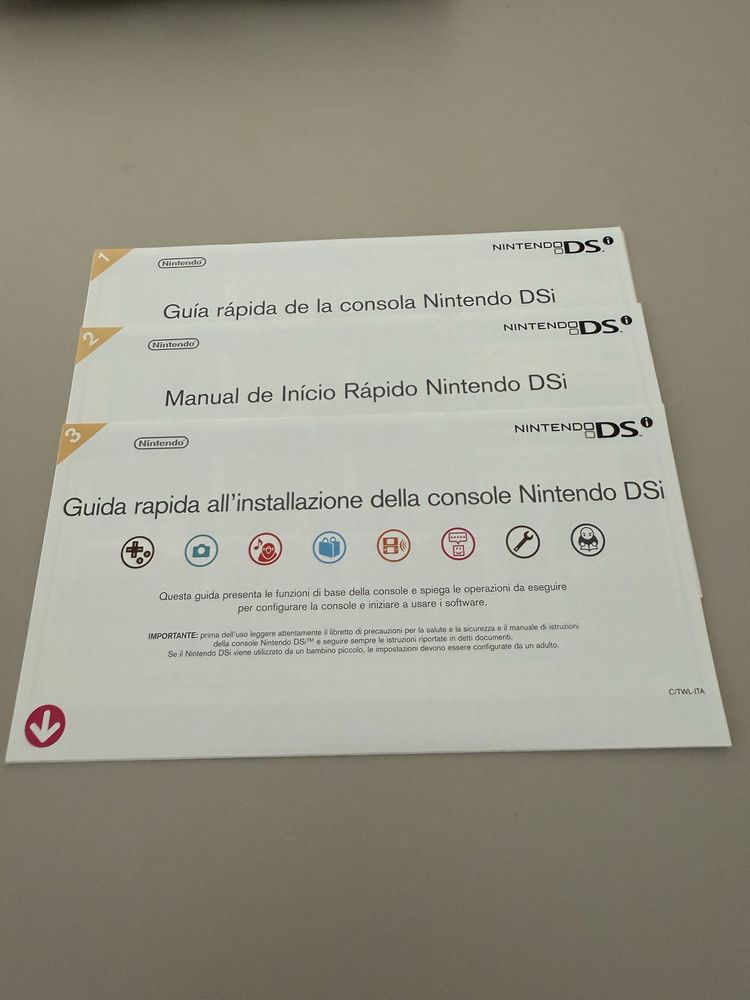 1
Nintendo
NINTENDO DSi
Guía rápida de la consola Nintendo DSi
2
Nintendo
NINTENDO DSi
Manual de Início Rápido Nintendo DSi
3
Nintendo
NINTENDO DSi
Guida rapida all'installazione della console Nintendo DSi
Questa guida presenta le funzioni di base della console e spiega le operazioni da eseguire
per configurare la console e iniziare a usare i software.
IMPORTANTE: prima dell'uso leggere attentamente il libretto di precauzioni per la salute e la sicurezza e il manuale di istruzioni
della console Nintendo DSi™ e seguire sempre le istruzioni riportate in detti documenti.
Se il Nintendo DSi viene utilizzato da un bambino piccolo, le impostazioni devono essere configurate da un adulto.
C/TWL-ITA